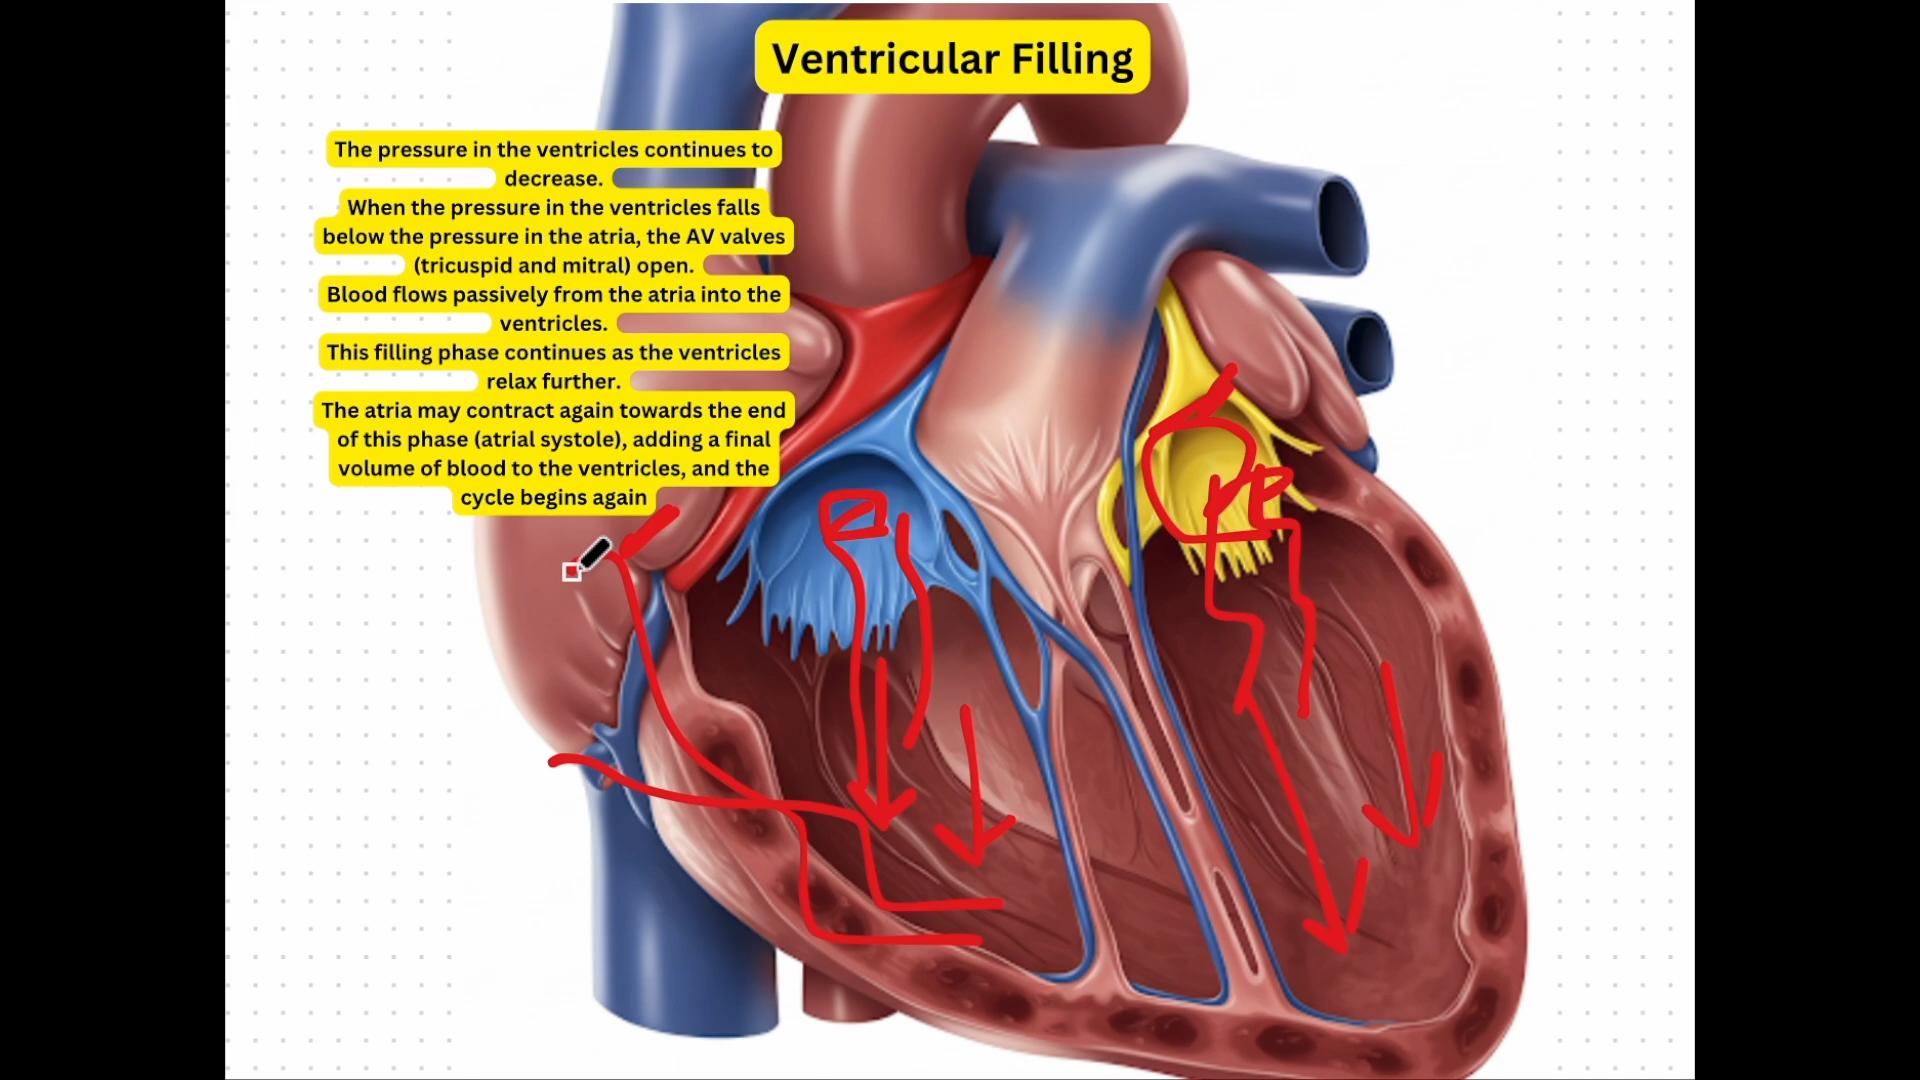 Ventricular Filling
The pressure in the ventricles continues to
decrease.
When the pressure in the ventricles falls
below the pressure in the atria, the AV valves
(tricuspid and mitral) open.
Blood flows passively from the atria into the
ventricles.
This filling phase continues as the ventricles
relax further.
The atria may contract again towards the end
of this phase (atrial systole), adding a final
volume of blood to the ventricles, and the
cycle begins again